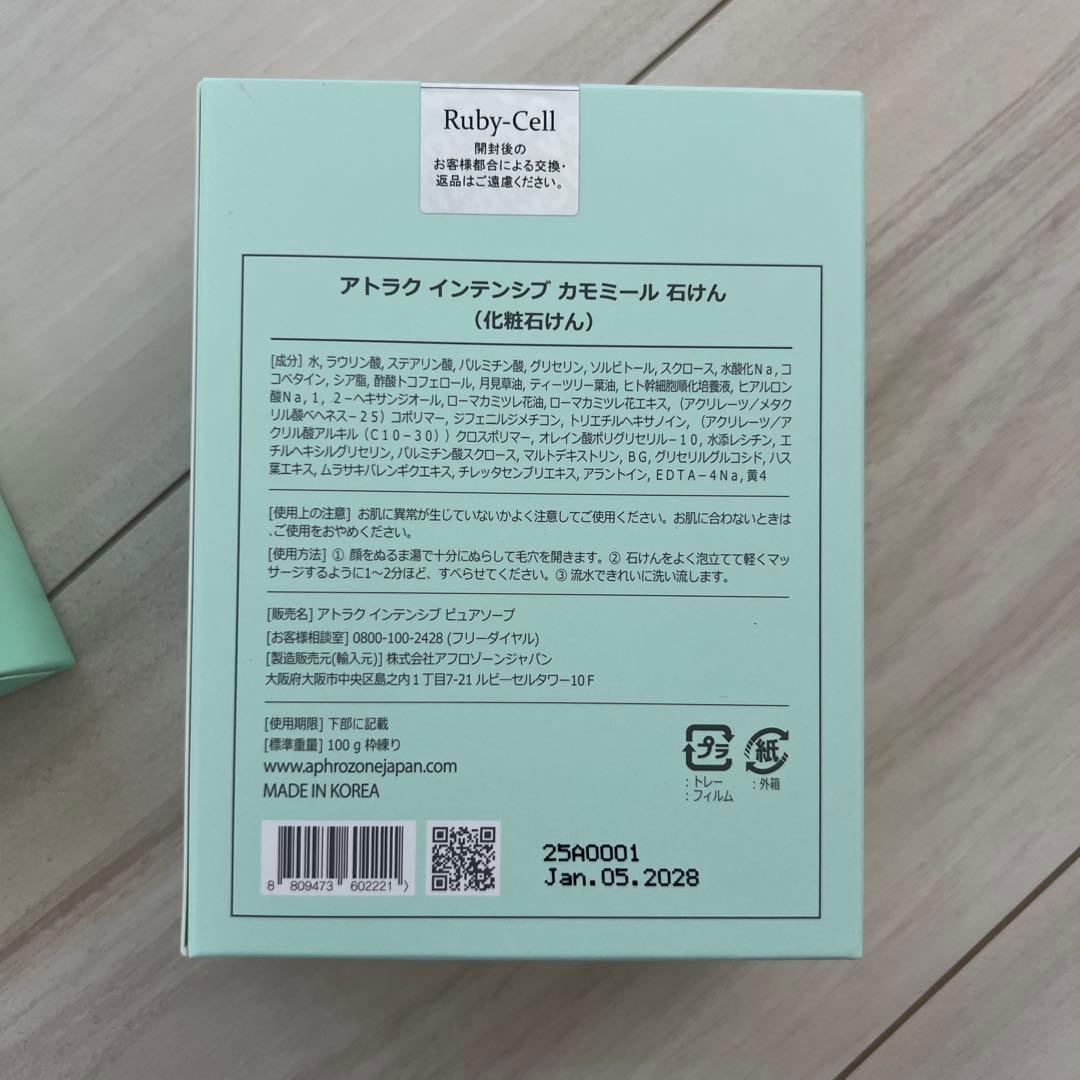 Ruby-Cell
開封後の
お客様都合による交換・
返品はご遠慮ください。
アトラク インテンシブ カモミール 石けん
（化粧石けん）
[成分] 水, ラウリン酸, ステアリン酸, パルミチン酸, グリセリン, ソルビトール, スクロース, 水酸化Ｎａ, コ
コベタイン, シア脂, 酢酸トコフェロール, 月見草油, ティーツリー葉油, ヒト幹細胞順化培養液, ヒアルロン
酸Ｎａ, １, ２－ヘキサンジオール, ローマカミツレ花油, ローマカミツレ花エキス, （アクリレーツ／メタク
リル酸ベヘネス－２５）コポリマー, ジフェニルジメチコン, トリエチルヘキサノイン, （アクリレーツ／ア
クリル酸アルキル（Ｃ１０－３０））クロスポリマー, オレイン酸ポリグリセリル－１０, 水添レシチン, エ
チルヘキシルグリセリン, パルミチン酸スクロース, マルトデキストリン, ＢＧ, グリセリルグルコシド, ハス
葉エキス, ムラサキバレンギクエキス, チレッタセンブリエキス, アラントイン, ＥＤＴＡ－４Ｎａ, 黄４
[使用上の注意] お肌に異常が生じていないかよく注意してご使用ください。お肌に合わないときは
、ご使用をおやめください。
[使用方法] ① 顔をぬるま湯で十分にぬらして毛穴を開きます。② 石けんをよく泡立てて軽くマッ
サージするように1～2分ほど、すべらせてください。③ 流水できれいに洗い流します。
[販売名] アトラク インテンシブ ピュアソープ
[お客様相談室] 0800-100-2428 (フリーダイヤル)
[製造販売元(輸入元)] 株式会社アフロゾーンジャパン
大阪府大阪市中央区島之内１丁目7-21 ルビーセルタワー10Ｆ
[使用期限] 下部に記載
[標準重量] 100ｇ枠練り
www.aphrozonejapan.com
MADE IN KOREA
プラ
：トレー
：フィルム
紙
：外箱
8 809473 602221 〉
25A0001
Jan.05.2028